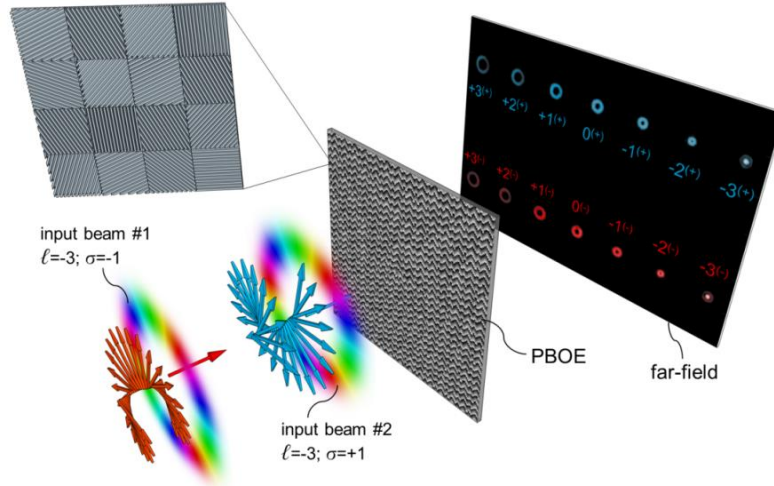 +3(+)
+2(+)
+1(+)
0(+)
-1(+)
-2(+)
-3(+)
+3(-)
+2(-)
+1(-)
0(-)
-1(-)
-2(-)
-3(-)
input beam #1
ℓ=-3; σ=-1
PBOE
far-field
input beam #2
ℓ=-3; σ=+1